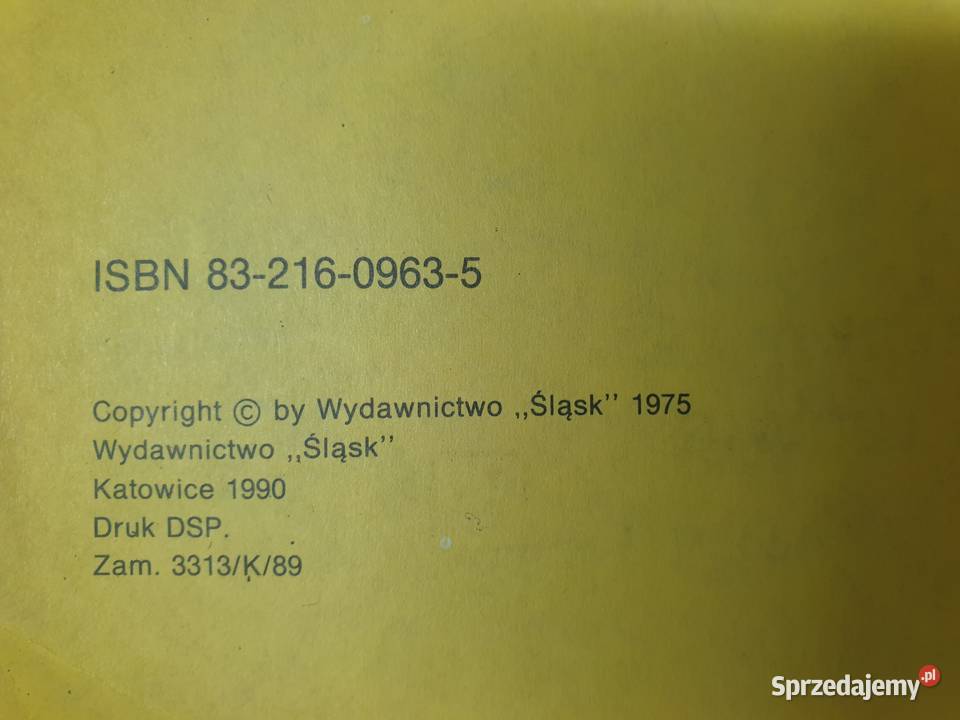 ISBN 83-216-0963-5
Copyright © by Wydawnictwo ,,Śląsk'' 1975
Wydawnictwo ,,Śląsk''
Katowice 1990
Druk DSP.
Zam. 3313/K/89
Sprzedajemy.pl